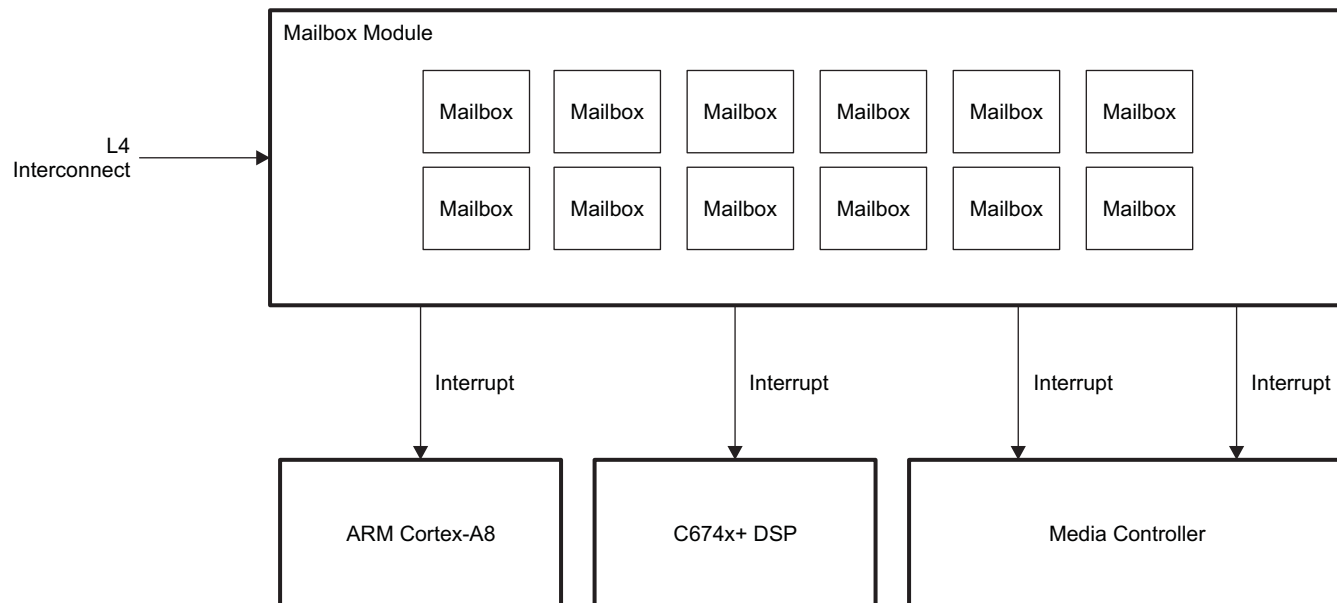 Mailbox Module
Mailbox Mailbox Mailbox Mailbox Mailbox Mailbox
L4
Interconnect
Mailbox Mailbox Mailbox Mailbox Mailbox Mailbox
Interrupt Interrupt Interrupt Interrupt
ARM Cortex-A8 C674x+ DSP Media Controller